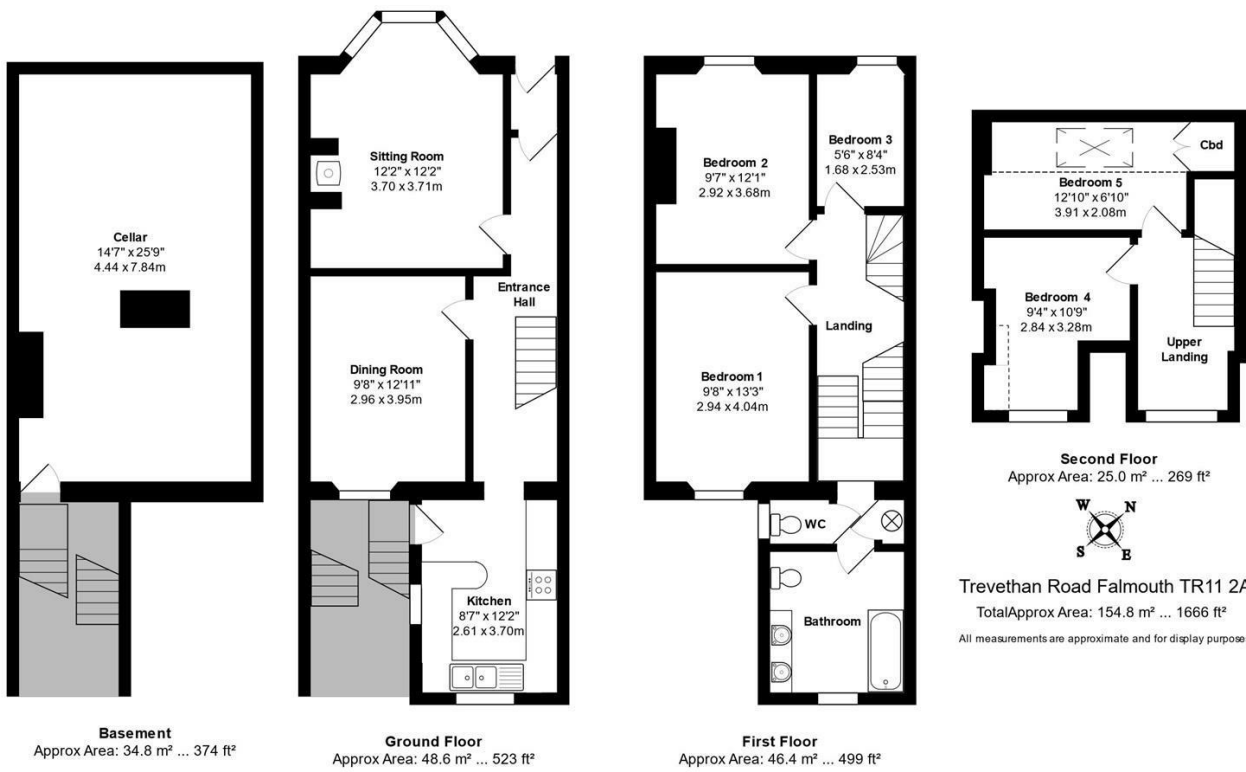 Cellar
14'7" x 25'9"
4.44 x 7.84m
Basement
Approx Area: 34.8 m² ... 374 ft²
Sitting Room
12'2" x 12'2"
3.70 x 3.71m
Entrance
Hall
Dining Room
9'8" x 12'11"
2.96 x 3.95m
Kitchen
8'7" x 12'2"
2.61 x 3.70m
Ground Floor
Approx Area: 48.6 m² ... 523 ft²
Bedroom 2
9'7" x 12'1"
2.92 x 3.68m
Bedroom 3
5'6" x 8'4"
1.68 x 2.53m
Landing
Bedroom 1
9'8" x 13'3"
2.94 x 4.04m
WC
Bathroom
First Floor
Approx Area: 46.4 m² ... 499 ft²
Cbd
Bedroom 5
12'10" x 6'10"
3.91 x 2.08m
Bedroom 4
9'4" x 10'9"
2.84 x 3.28m
Upper
Landing
Second Floor
Approx Area: 25.0 m² ... 269 ft²
W N
S E
Trevethan Road Falmouth TR11 2A
TotalApprox Area: 154.8 m² ... 1666 ft²
All measurements are approximate and for display purpose